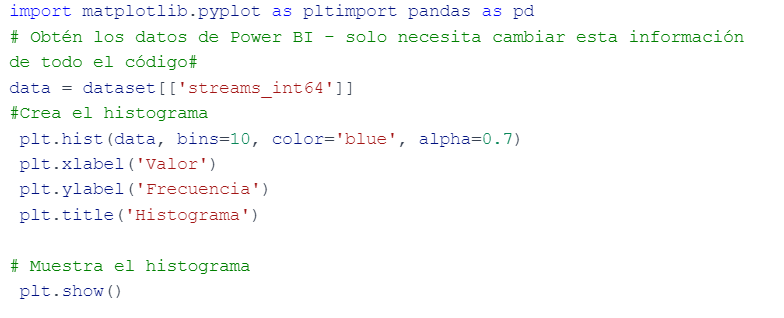 import matplotlib.pyplot as pltimport pandas as pd
# Obtén los datos de Power BI – solo necesita cambiar esta información
de todo el código#
data = dataset[['streams_int64']]
#Crea el histograma
plt.hist(data, bins=10, color='blue', alpha=0.7)
plt.xlabel('Valor')
plt.ylabel('Frecuencia')
plt.title('Histograma')
# Muestra el histograma
plt.show()